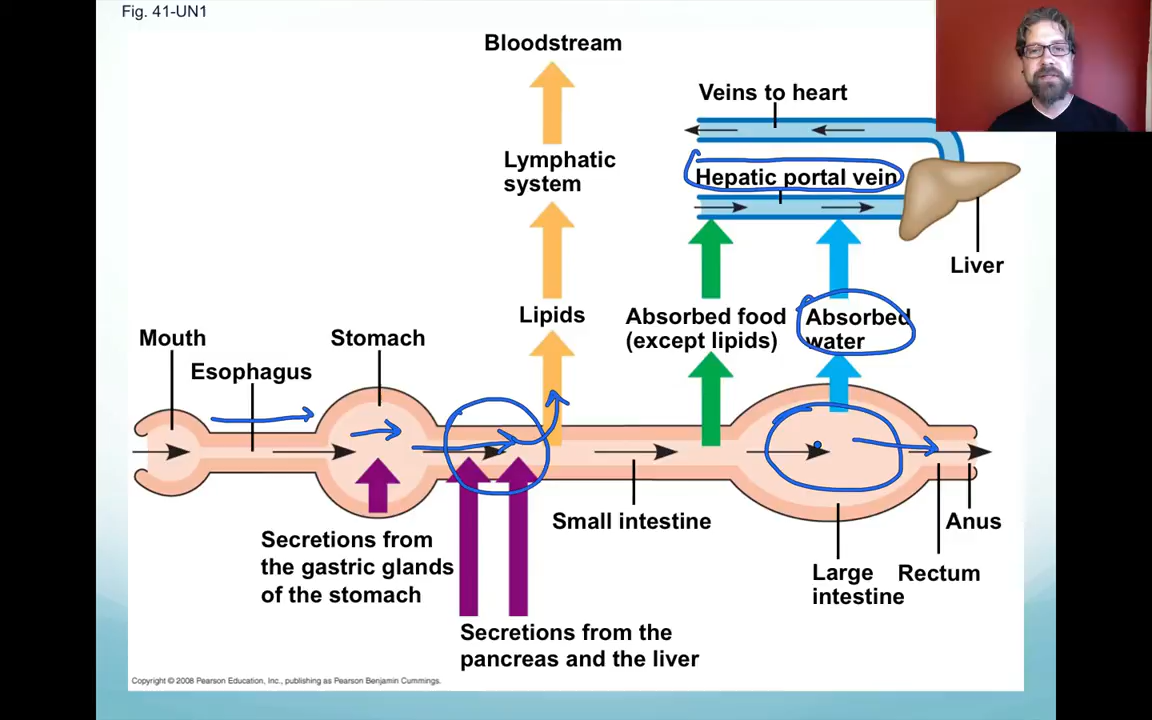 Fig. 41-UN1
Bloodstream
Veins to heart
Lymphatic
system
Hepatic portal vein
Liver
Lipids
Absorbed food
(except lipids)
Absorbed
water
Mouth
Esophagus
Stomach
Small intestine
Anus
Secretions from
the gastric glands
of the stomach
Large
intestine
Rectum
Secretions from the
pancreas and the liver
Copyright © 2008 Pearson Education, Inc., publishing as Pearson Benjamin Cummings.